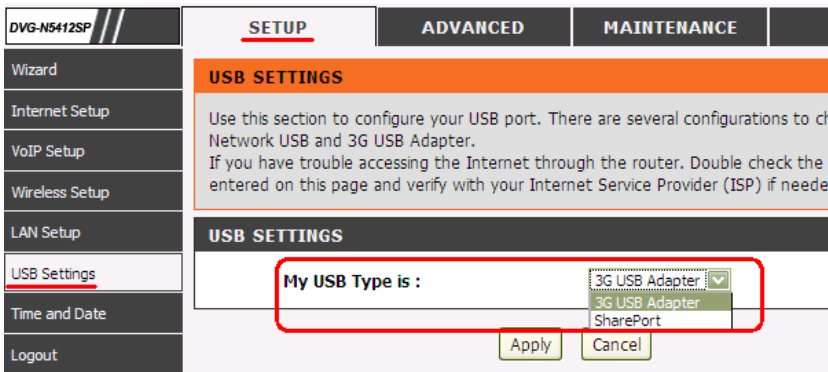 DVG-N5412SP
SETUP
ADVANCED
MAINTENANCE
Wizard
Internet Setup
VoIP Setup
Wireless Setup
LAN Setup
USB Settings
Time and Date
Logout
USB SETTINGS
Use this section to configure your USB port. There are several configurations to
Network USB and 3G USB Adapter.
If you have trouble accessing the Internet through the router. Double check the
entered on this page and verify with your Internet Service Provider (ISP) if
USB SETTINGS
My USB Type is :
3G USB Adapter
3G USB Adapter
SharePort
Apply
Cancel